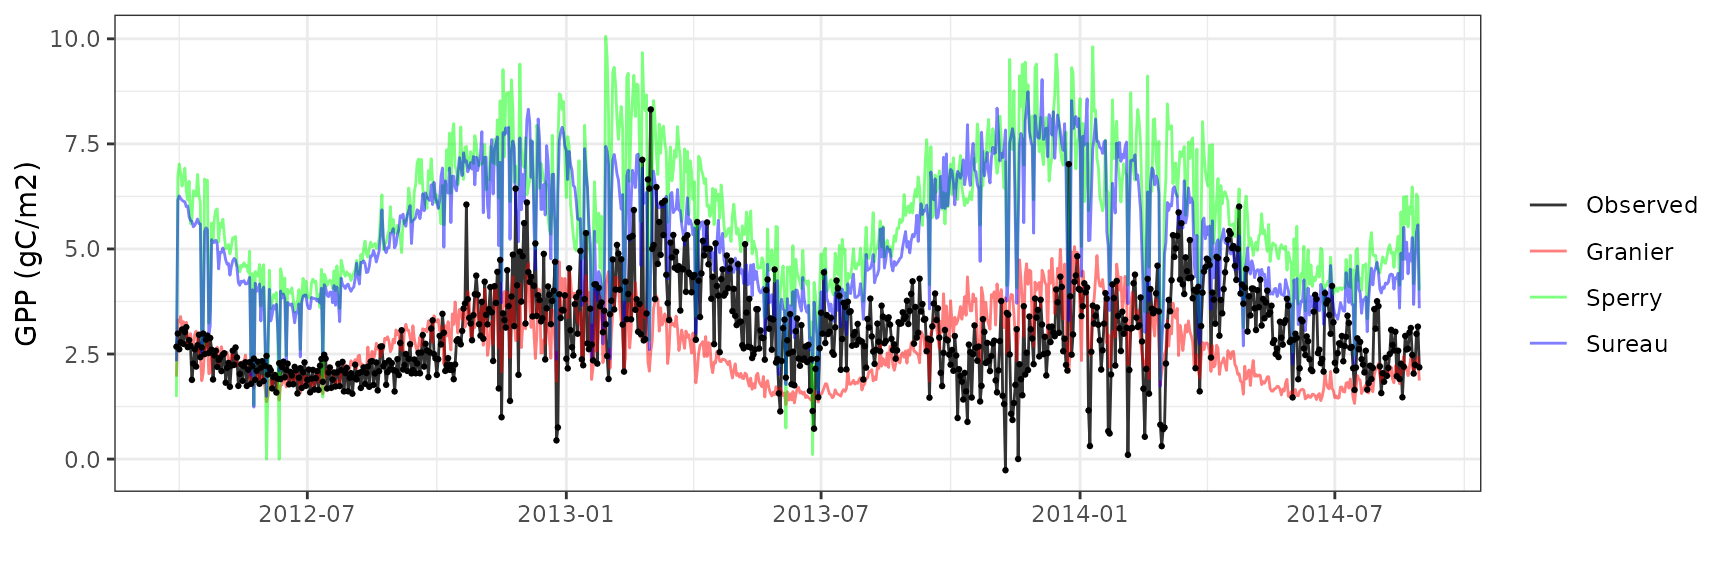 GPP (gC/m2)
10.0
7.5
5.0
2.5
0.0
2012-07
2013-01
2013-07
2014-01
2014-07
Observed
Granier
Sperry
Sureau